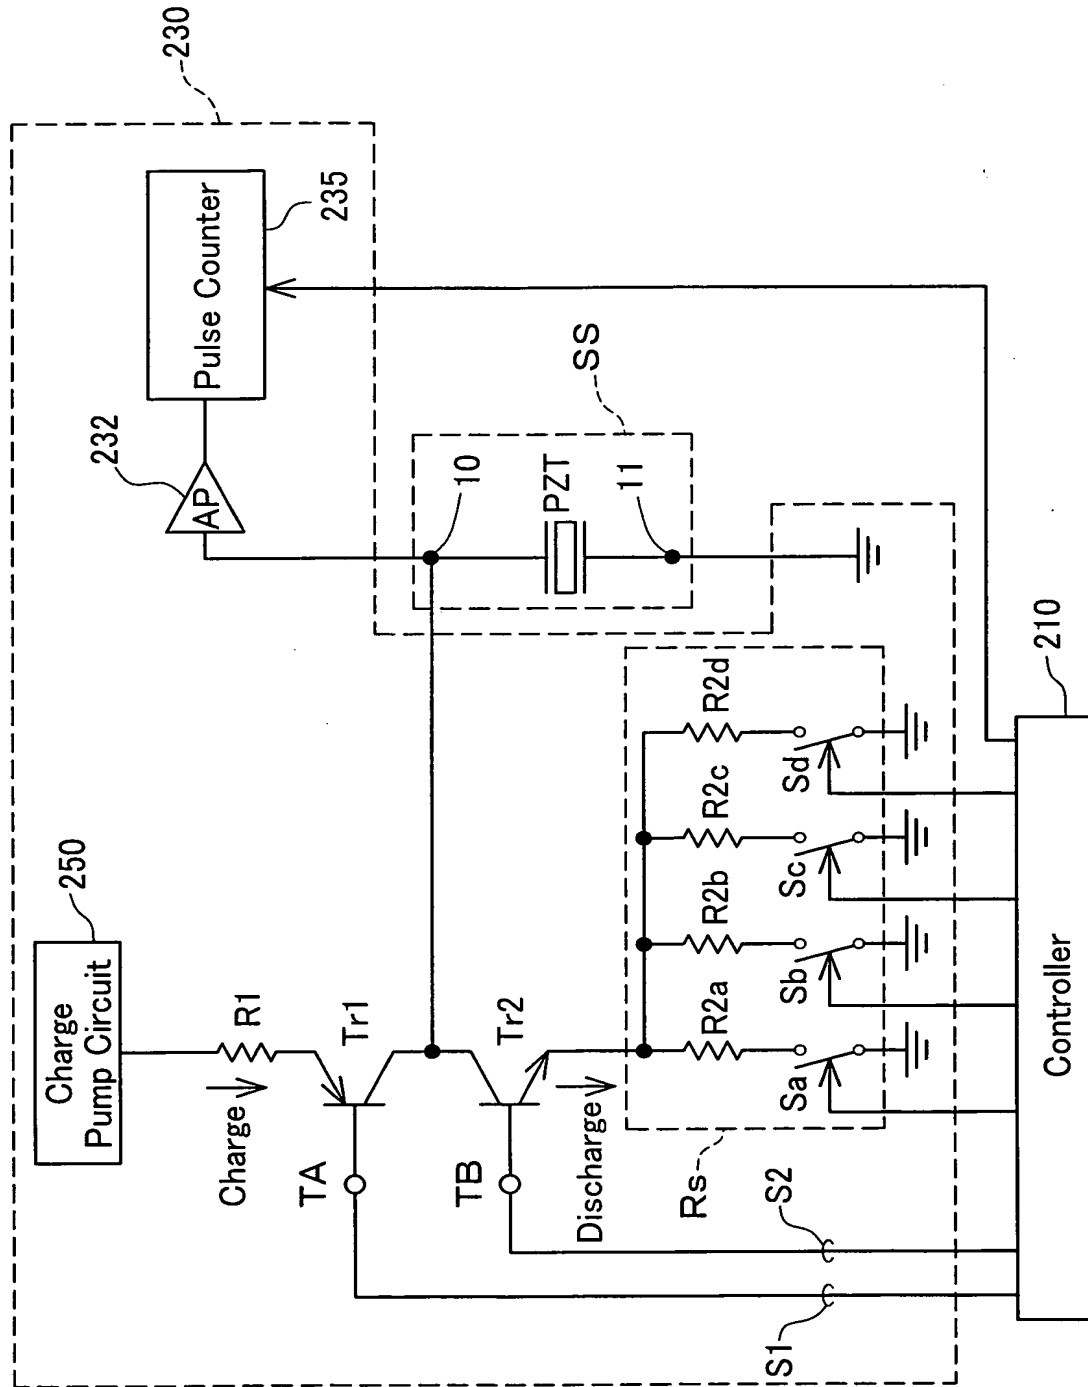 230
Charge
Pump Circuit
250
R1
Charge
Tr1
TA
Tr2
TB
Discharge
AP
232
Pulse Counter
235
SS
10
PZT
11
Rs
R2a
R2b
R2c
R2d
Sa
Sb
Sc
Sd
S1
S2
Controller
210